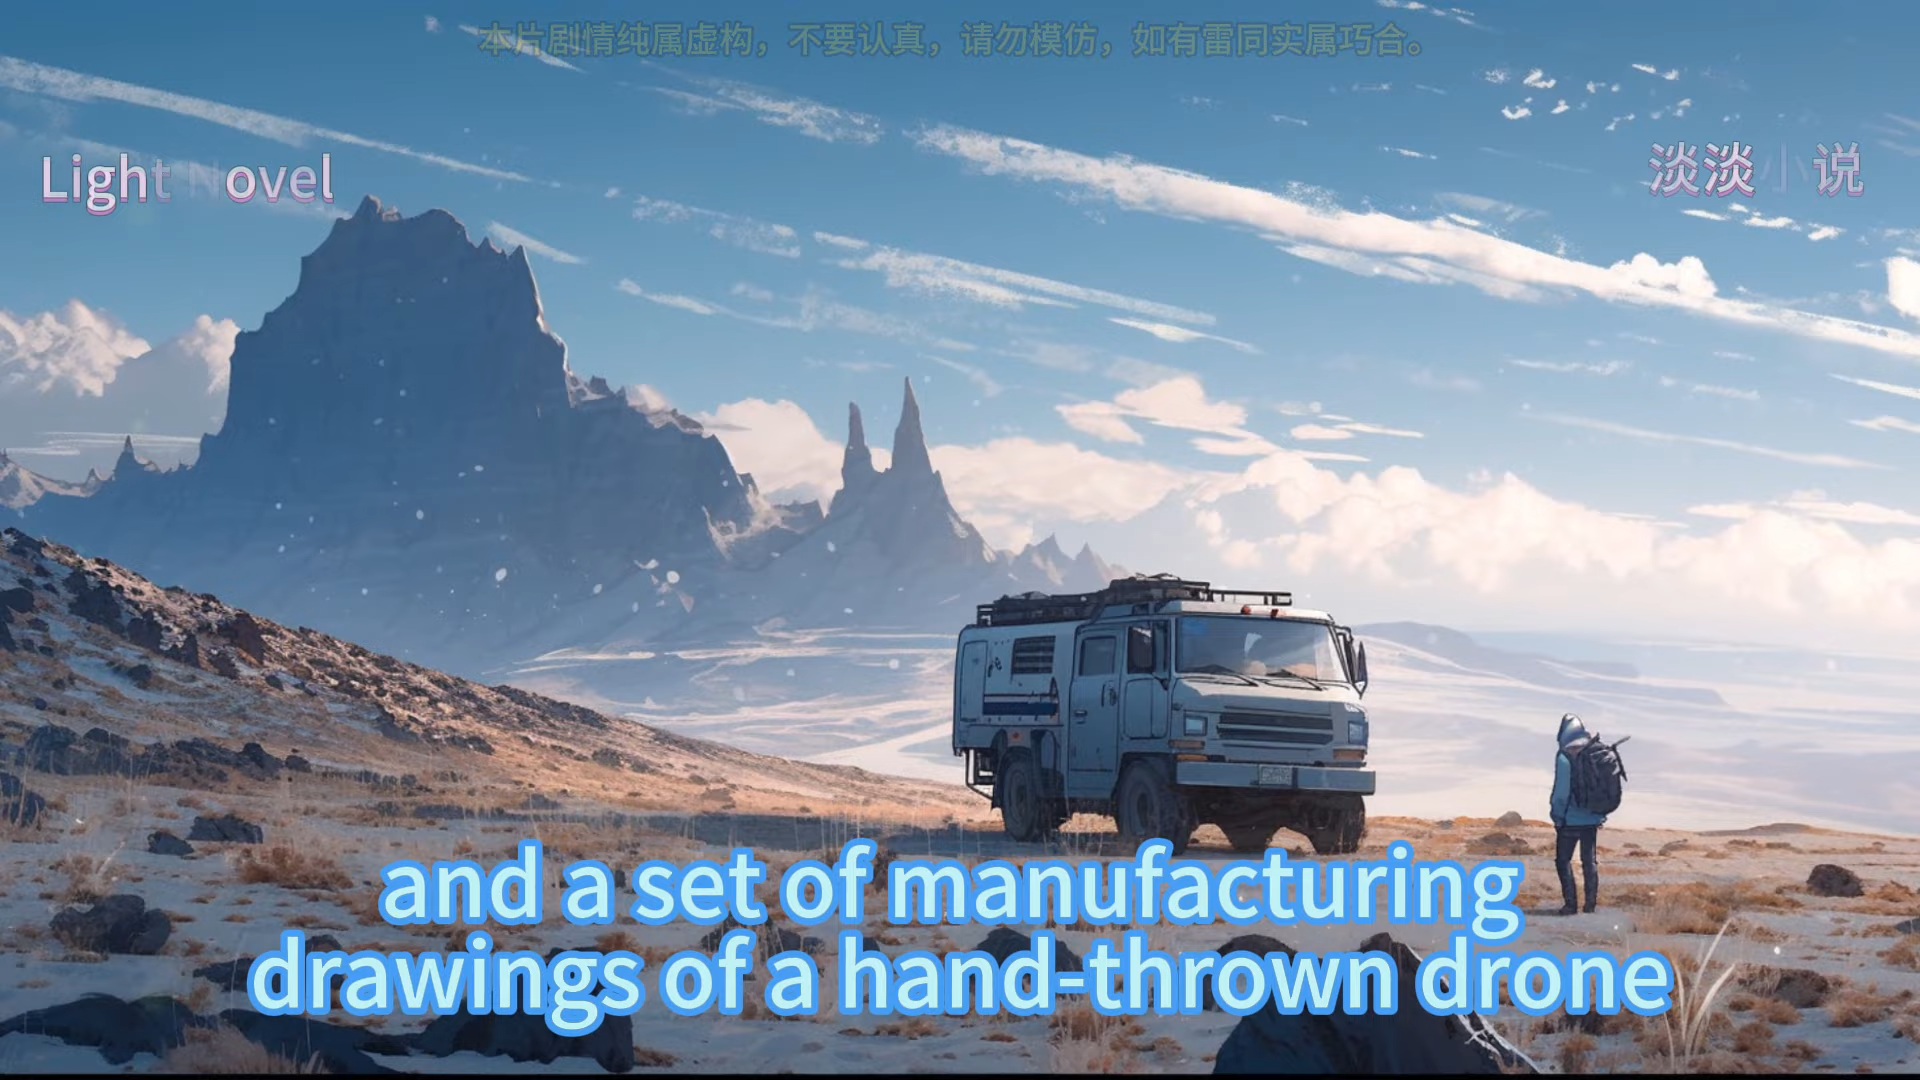 本片剧情纯属虚构，不要认真，请勿模仿，如有雷同实属巧合。
Light Novel
淡淡小说
and a set of manufacturing
drawings of a hand-thrown drone